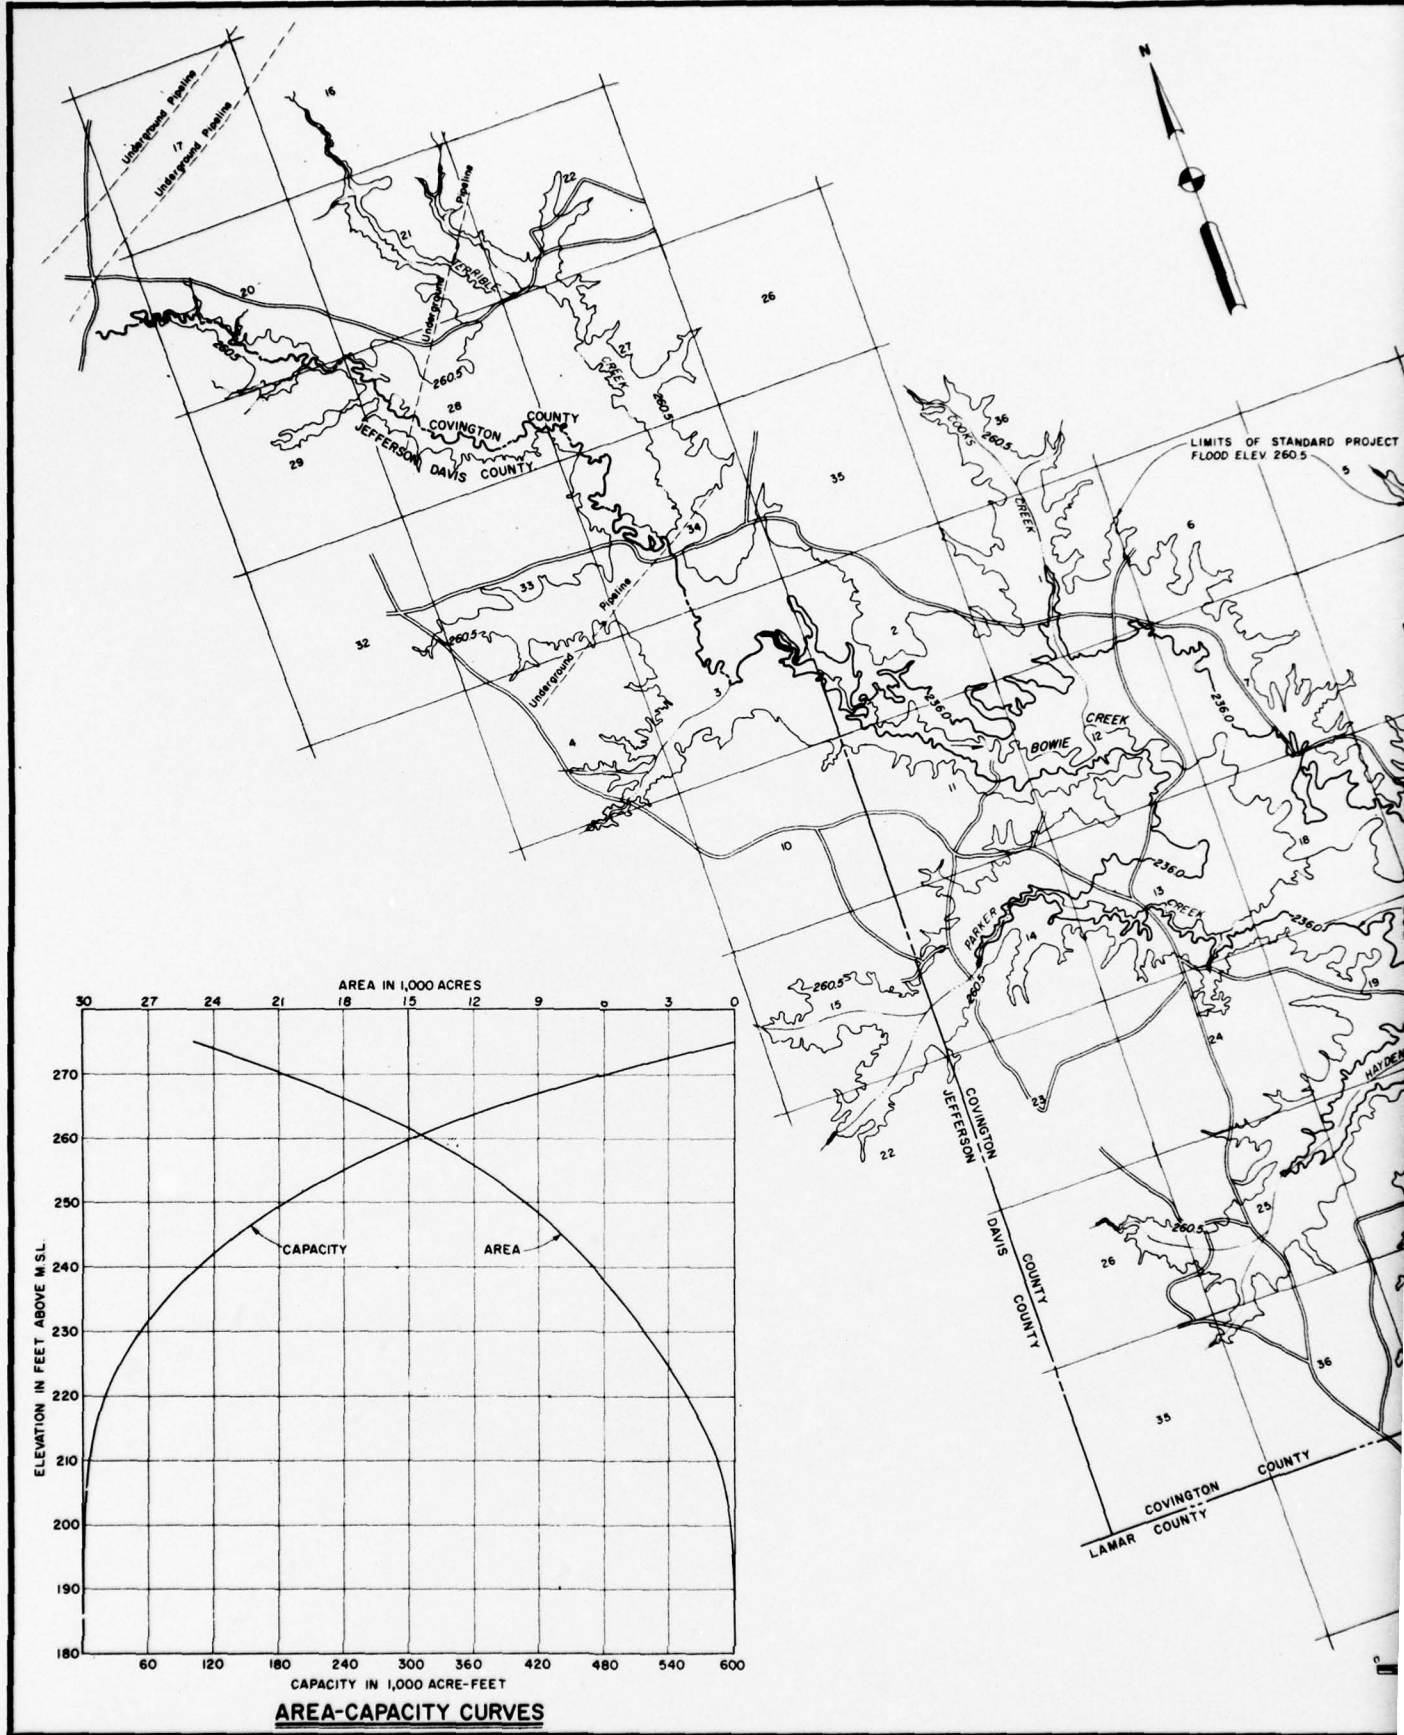 N
Underground Pipeline
17
Underground Pipeline
16
22
Pipeline
21
TERRIBLE
Underground
20
26
27
CREEK
260.5
260.5
260.5
28
COVINGTON COUNTY
JEFFERSON DAVIS COUNTY
29
36
COOKS
260.5
CREEK
LIMITS OF STANDARD PROJECT
FLOOD ELEV. 260.5
5
35
6
34
33
Pipeline
1
32
260.5
Underground
2
3
236.0
7
236.0
4
BOWIE CREEK
12
11
10
18
236.0
13
PARKER
CREEK
14
236.0
260.5
260.5
15
19
24
HAYDEN
23
22
COVINGTON COUNTY
JEFFERSON DAVIS COUNTY
25
260.5
26
36
35
COVINGTON COUNTY
LAMAR COUNTY
0
AREA IN 1,000 ACRES
30 27 24 21 18 15 12 9 6 3 0
270
260
250
240
230
220
210
200
190
180
ELEVATION IN FEET ABOVE M.S.L.
CAPACITY
AREA
60 120 180 240 300 360 420 480 540 600
CAPACITY IN 1,000 ACRE-FEET
AREA-CAPACITY CURVES